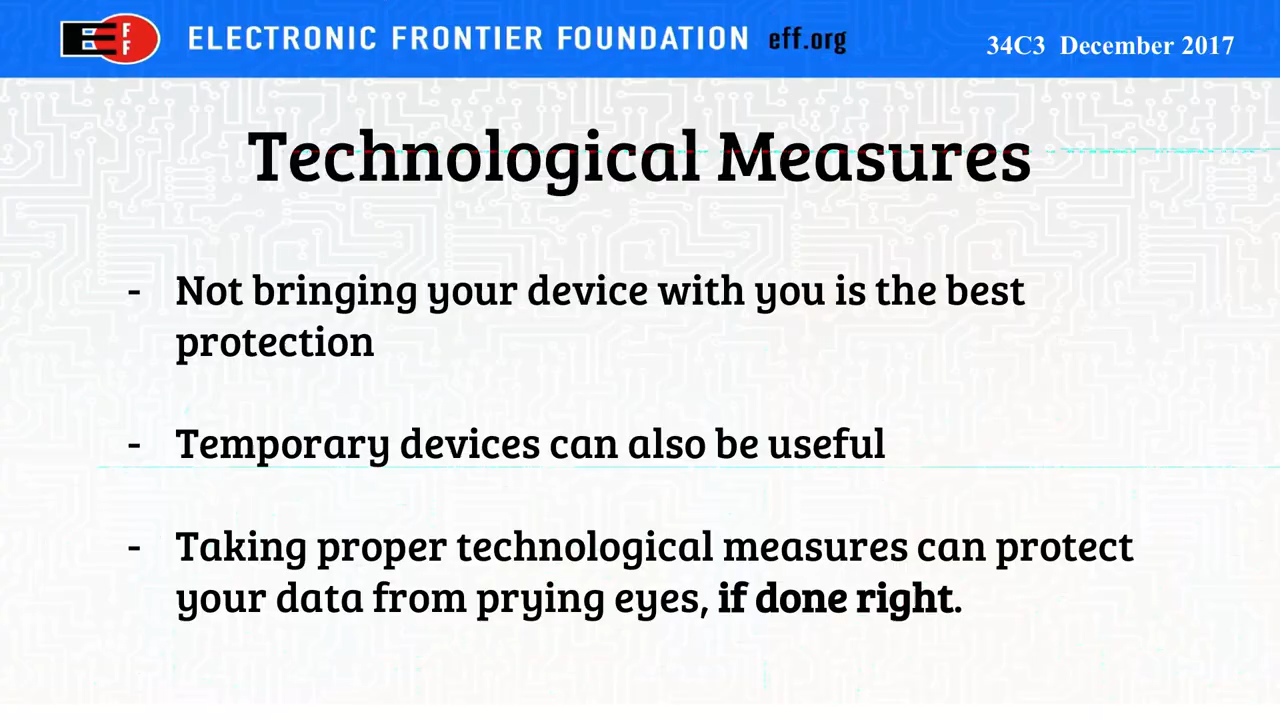 EFF ELECTRONIC FRONTIER FOUNDATION eff.org 34C3 December 2017
Technological Measures
- Not bringing your device with you is the best
protection
- Temporary devices can also be useful
- Taking proper technological measures can protect
your data from prying eyes, if done right.